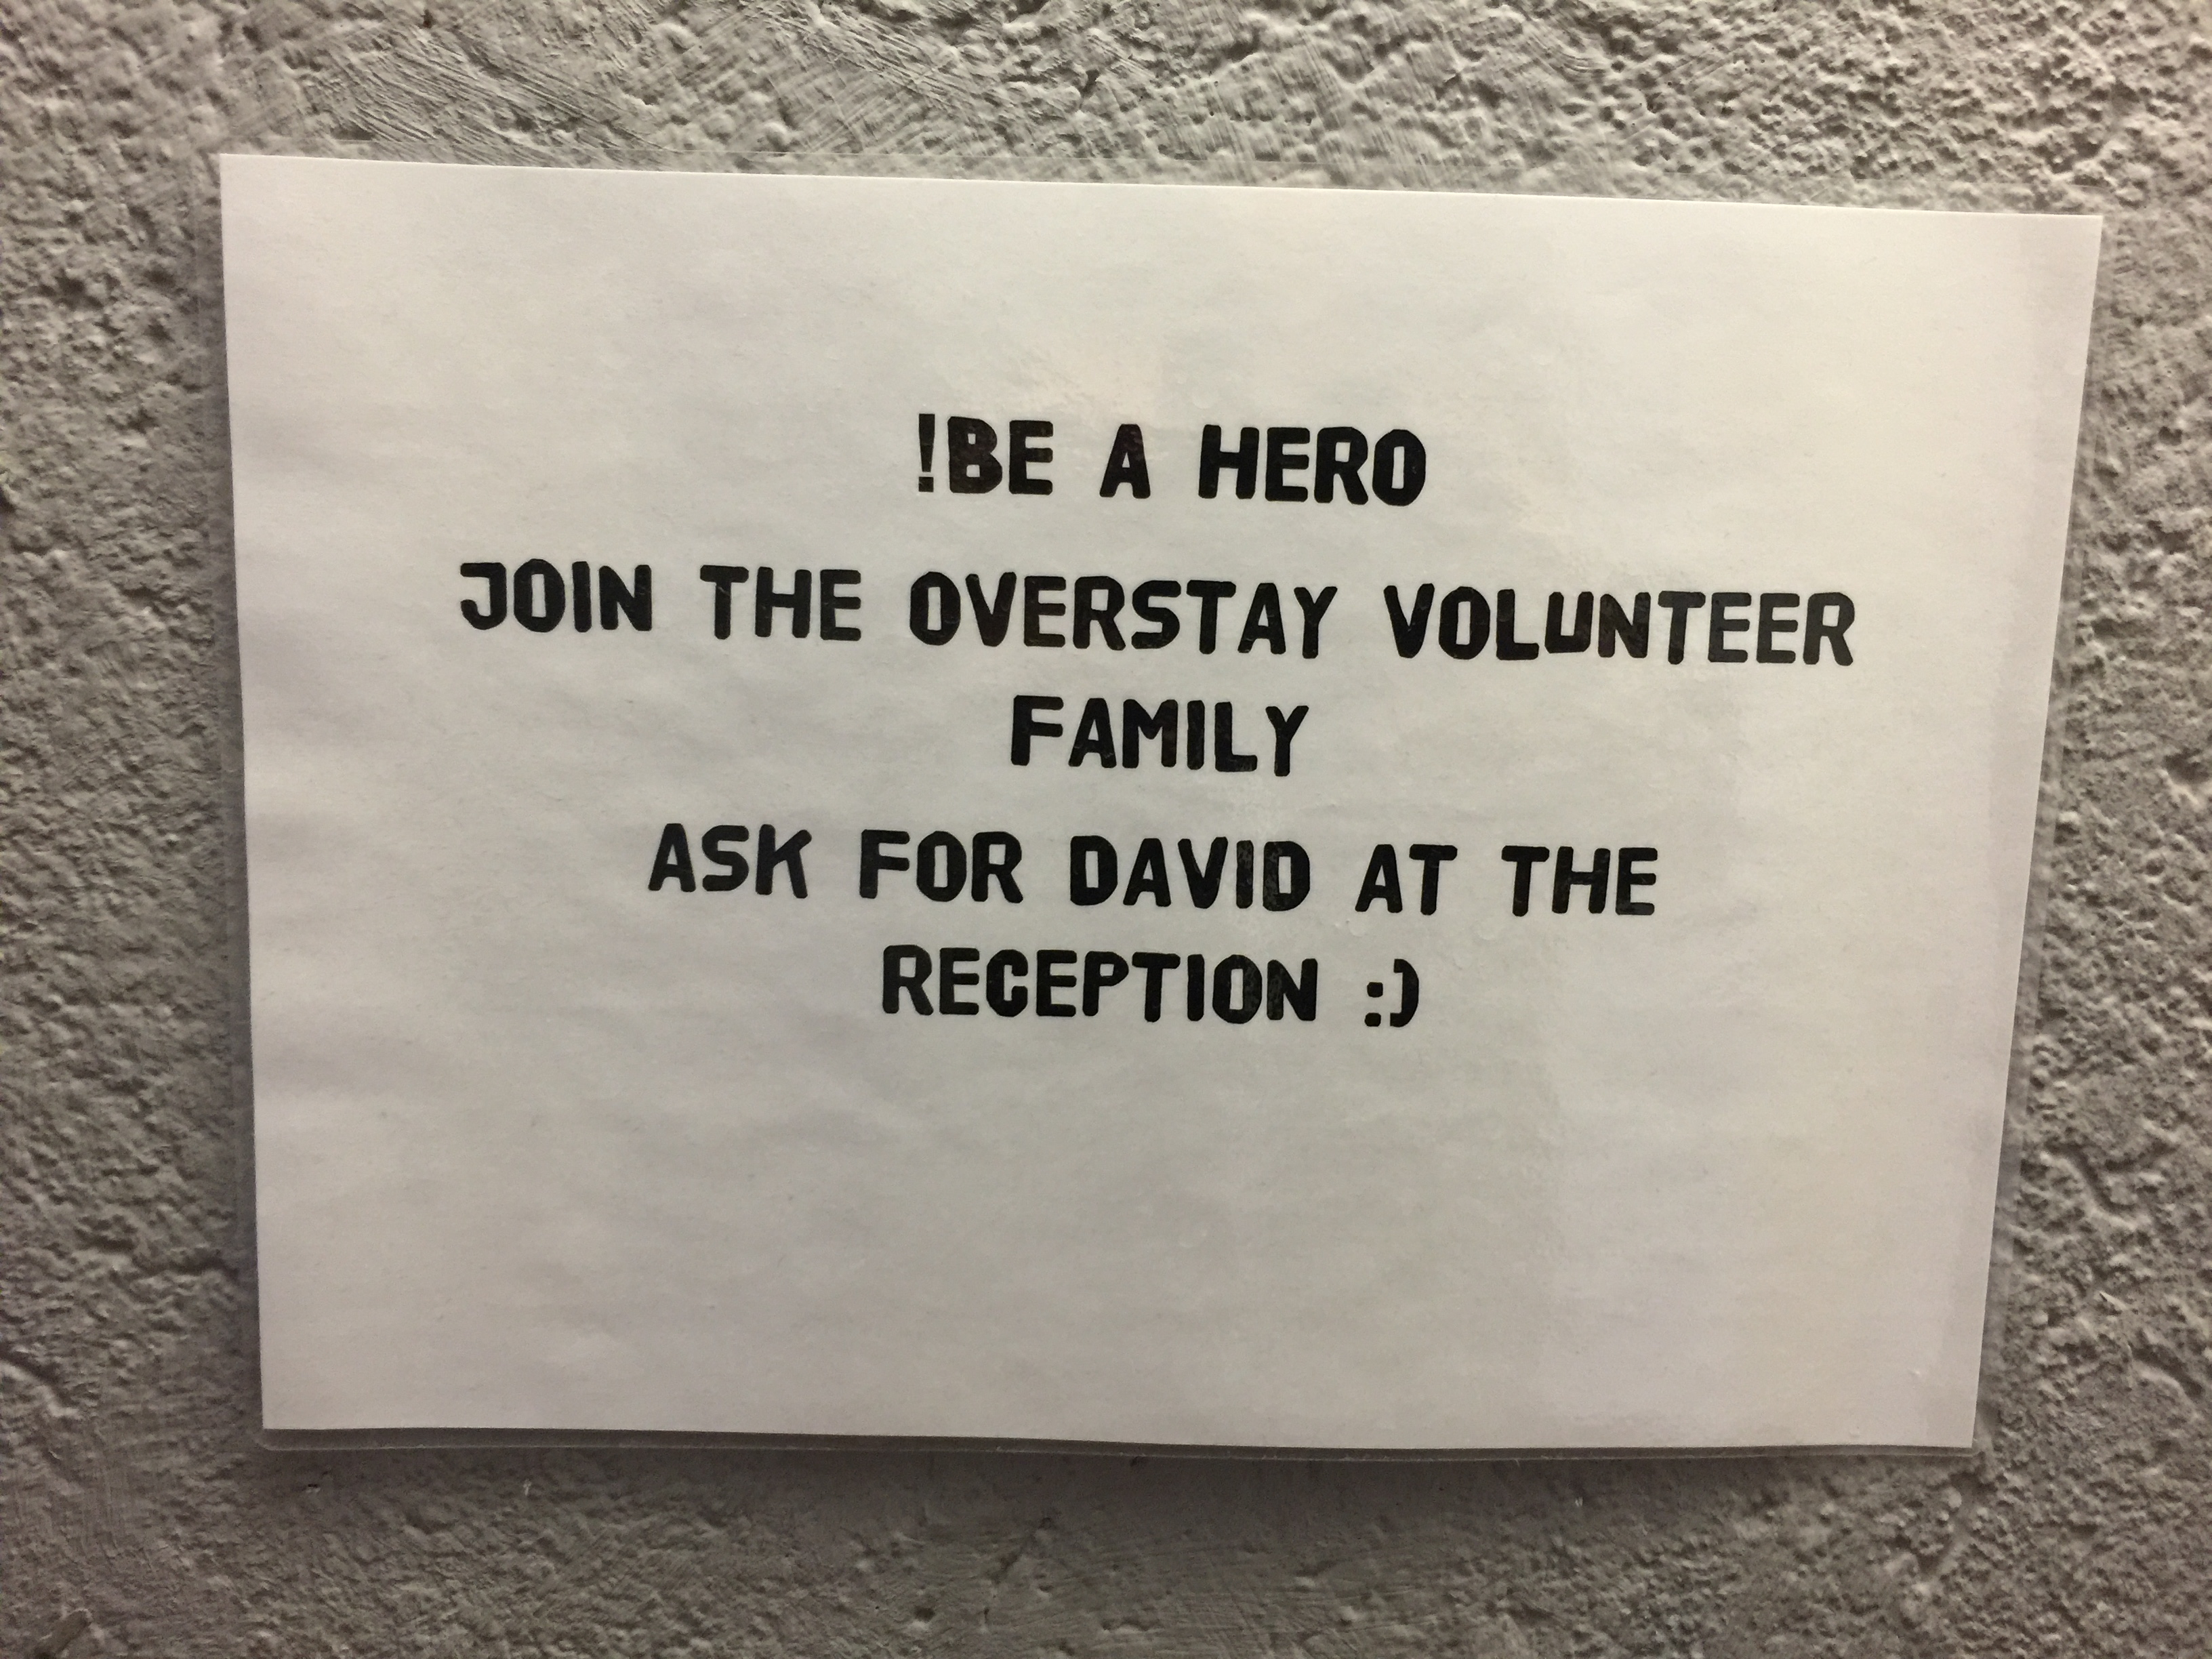 !BE A HERO
JOIN THE OVERSTAY VOLUNTEER
FAMILY
ASK FOR DAVID AT THE
RECEPTION :)